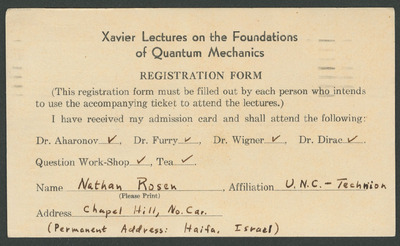 Xavier Lectures on the Foundations
of Quantum Mechanics
REGISTRATION FORM
(This registration form must be filled out by each person who intends
to use the accompanying ticket to attend the lectures.)
I have received my admission card and shall attend the following:
Dr. Aharonov ✓, Dr. Furry ✓, Dr. Wigner ✓, Dr. Dirac ✓.
Question Work-Shop ✓, Tea ✓.
Name Nathan Rosen, Affiliation U.N.C. - Technion
(Please Print)
Address Chapel Hill, No. Car.
(Permanent Address: Haifa, Israel)